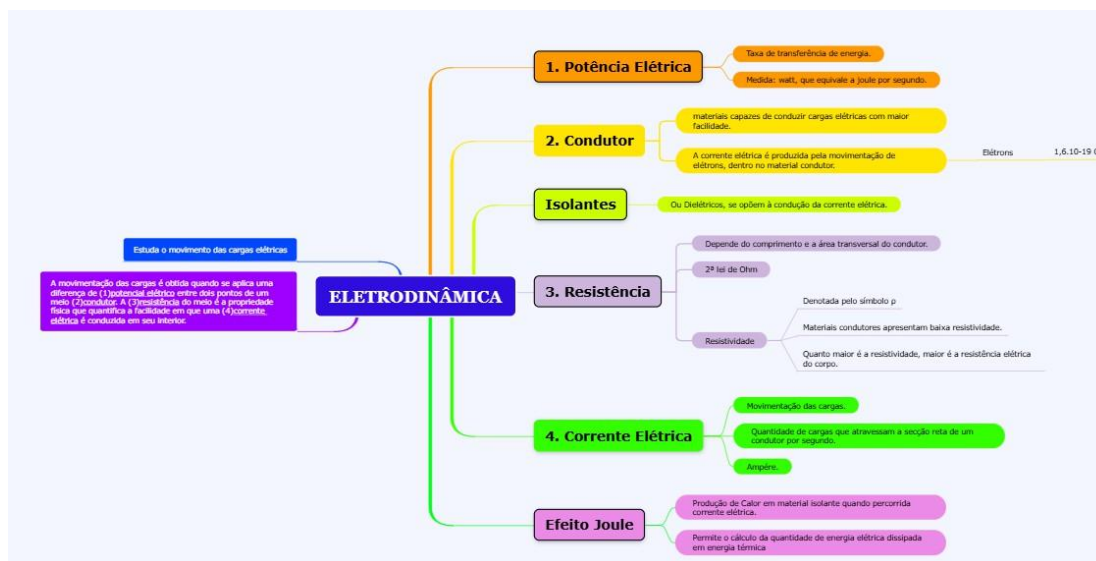 Estuda o movimento das cargas elétricas
A movimentação das cargas é obtida quando se aplica uma
diferença de (1)potencial elétrico entre dois pontos de um
meio (2)condutor. A (3)resistência do meio é a propriedade
física que quantifica a facilidade em que uma (4)corrente
elétrica é conduzida em seu interior.
ELETRODINÂMICA
1. Potência Elétrica
Taxa de transferência de energia.
Medida: watt, que equivale a joule por segundo.
2. Condutor
materiais capazes de conduzir cargas elétricas com maior
facilidade.
A corrente elétrica é produzida pela movimentação de
elétrons, dentro no material condutor.
Elétrons
1,6.10-19
Isolantes
Ou Dielétricos, se opõem à condução da corrente elétrica.
3. Resistência
Depende do comprimento e a área transversal do condutor.
2ª lei de Ohm
Resistividade
Denotada pelo símbolo ρ
Materiais condutores apresentam baixa resistividade.
Quanto maior é a resistividade, maior é a resistência elétrica
do corpo.
4. Corrente Elétrica
Movimentação das cargas.
Quantidade de cargas que atravessam a secção reta de um
condutor por segundo.
Ampére.
Efeito Joule
Produção de Calor em material isolante quando percorrida
corrente elétrica.
Permite o cálculo da quantidade de energia elétrica dissipada
em energia térmica